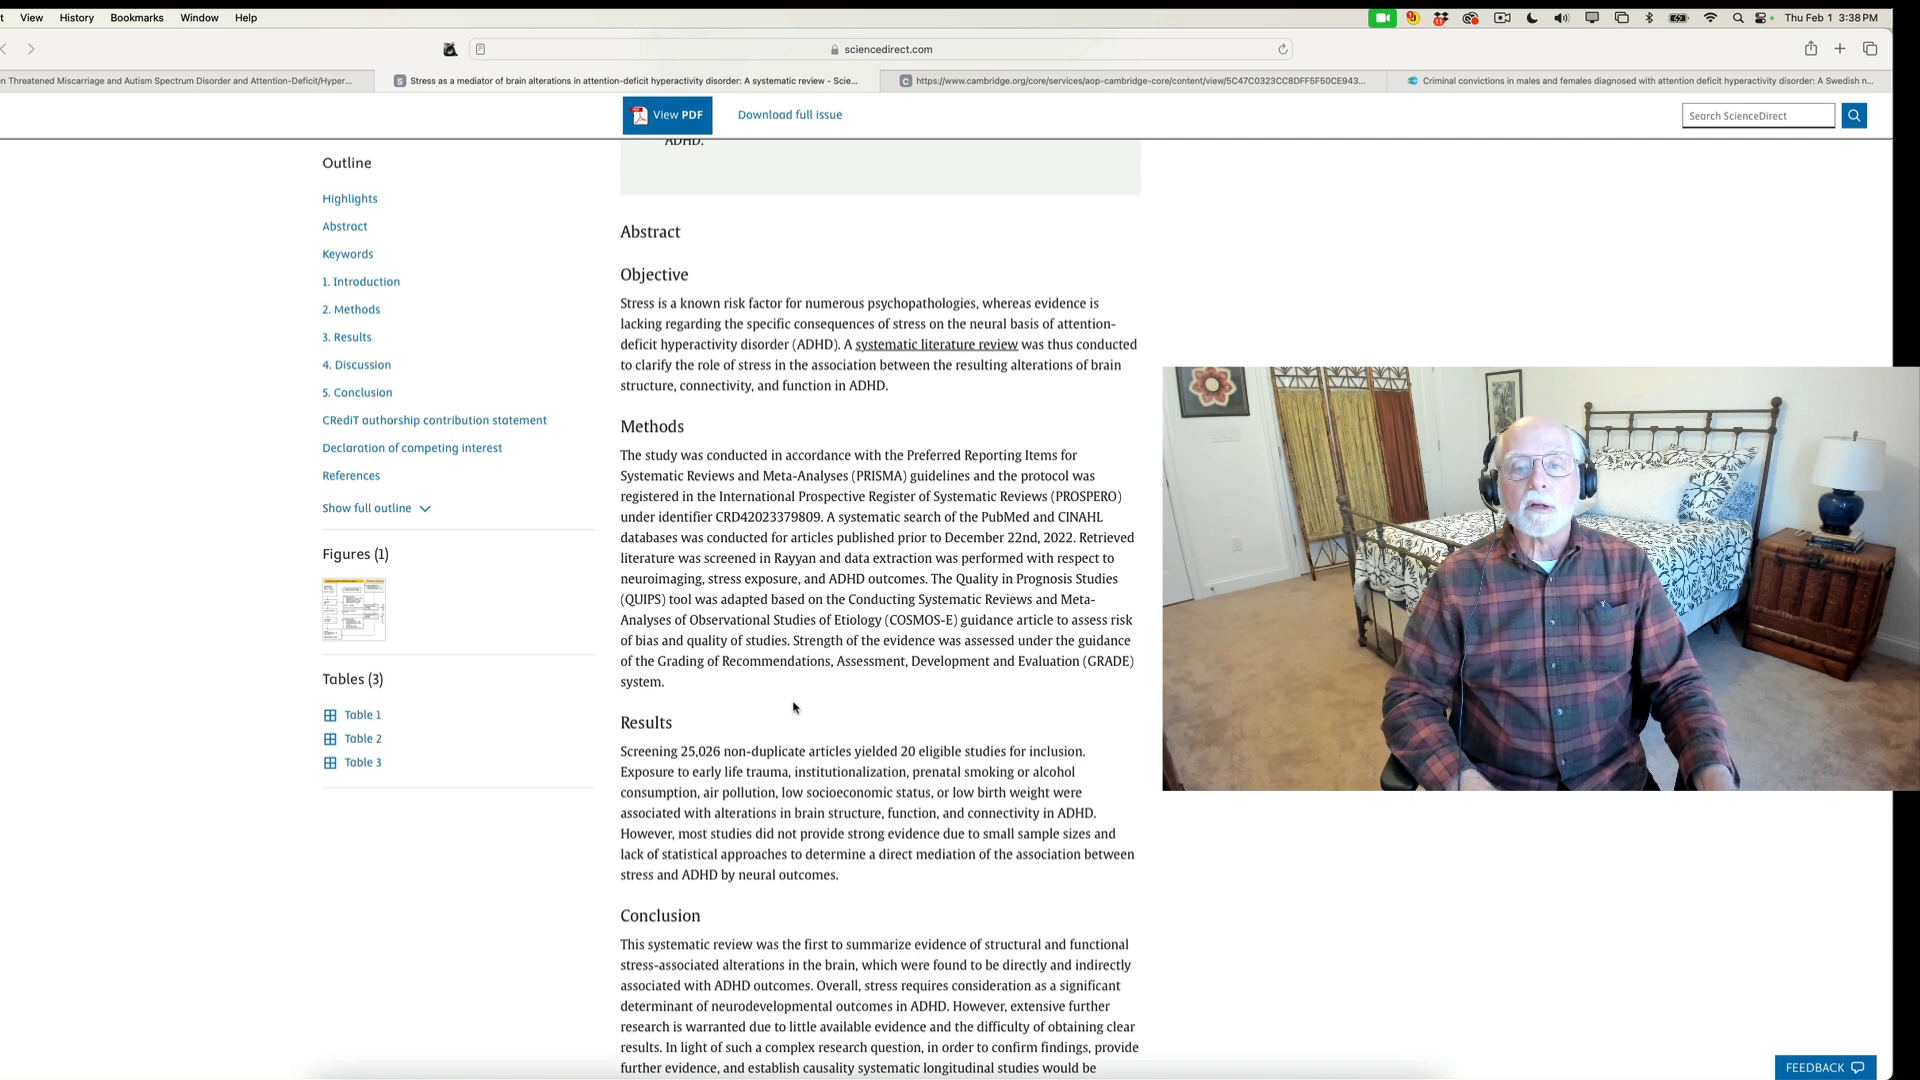 View History Bookmarks Window Help
Thu Feb 1 3:38 PM
sciencedirect.com
n Threatened Miscarriage and Autism Spectrum Disorder and Attention-Deficit/Hyper...
Stress as a mediator of brain alterations in attention-deficit hyperactivity disorder: A systematic review - Scie...
https://www.cambridge.org/core/services/aop-cambridge-core/content/view/5C47C0323CC8DFF5F50CE943...
Criminal convictions in males and females diagnosed with attention deficit hyperactivity disorder: A Swedish n...
View PDF
Download full issue
Search ScienceDirect
Outline
Highlights
Abstract
Keywords
1. Introduction
2. Methods
3. Results
4. Discussion
5. Conclusion
CRediT authorship contribution statement
Declaration of competing interest
References
Show full outline
Figures (1)
Tables (3)
Table 1
Table 2
Table 3
ADHD.
Abstract
Objective
Stress is a known risk factor for numerous psychopathologies, whereas evidence is
lacking regarding the specific consequences of stress on the neural basis of attention-
deficit hyperactivity disorder (ADHD). A systematic literature review was thus conducted
to clarify the role of stress in the association between the resulting alterations of brain
structure, connectivity, and function in ADHD.
Methods
The study was conducted in accordance with the Preferred Reporting Items for
Systematic Reviews and Meta-Analyses (PRISMA) guidelines and the protocol was
registered in the International Prospective Register of Systematic Reviews (PROSPERO)
under identifier CRD42023379809. A systematic search of the PubMed and CINAHL
databases was conducted for articles published prior to December 22nd, 2022. Retrieved
literature was screened in Rayyan and data extraction was performed with respect to
neuroimaging, stress exposure, and ADHD outcomes. The Quality in Prognosis Studies
(QUIPS) tool was adapted based on the Conducting Systematic Reviews and Meta-
Analyses of Observational Studies of Etiology (COSMOS-E) guidance article to assess risk
of bias and quality of studies. Strength of the evidence was assessed under the guidance
of the Grading of Recommendations, Assessment, Development and Evaluation (GRADE)
system.
Results
Screening 25,026 non-duplicate articles yielded 20 eligible studies for inclusion.
Exposure to early life trauma, institutionalization, prenatal smoking or alcohol
consumption, air pollution, low socioeconomic status, or low birth weight were
associated with alterations in brain structure, function, and connectivity in ADHD.
However, most studies did not provide strong evidence due to small sample sizes and
lack of statistical approaches to determine a direct mediation of the association between
stress and ADHD by neural outcomes.
Conclusion
This systematic review was the first to summarize evidence of structural and functional
stress-associated alterations in the brain, which were found to be directly and indirectly
associated with ADHD outcomes. Overall, stress requires consideration as a significant
determinant of neurodevelopmental outcomes in ADHD. However, extensive further
research is warranted due to little available evidence and the difficulty of obtaining clear
results. In light of such a complex research question, in order to confirm findings, provide
further evidence, and establish causality systematic longitudinal studies would be
FEEDBACK